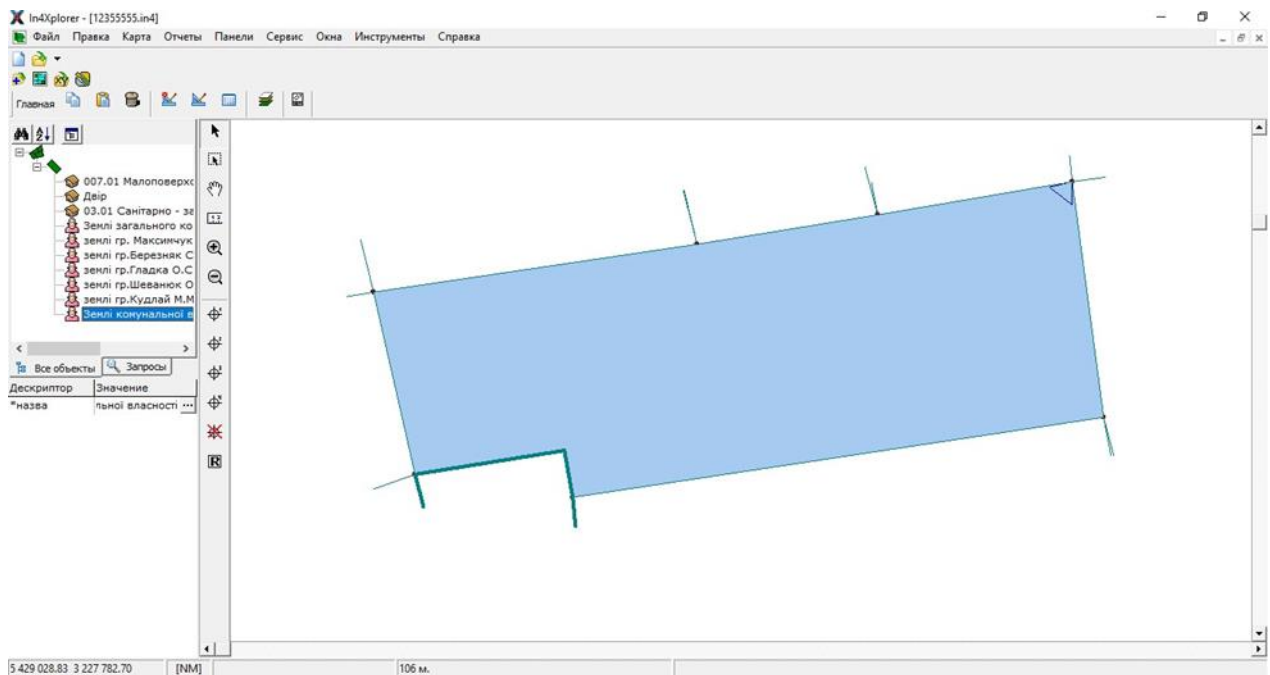 In4Xplorer - [12355555.in4]
Файл Правка Карта Отчеты Панели Сервис Окна Инструменты Справка
Главная
007.01 Малоповерхс
Двір
03.01 Санітарно - за
Землі загального ко
землі гр. Максимчук
землі гр.Березняк С
землі гр.Гладка О.С
землі гр.Шеванюк О
землі гр.Кудлай М.М
Землі комунальної в
Все объекты Запросы
Дескриптор Значение
*назва льної власності ...
R
5 429 028.83 3 227 782.70 [NM] 106 м.